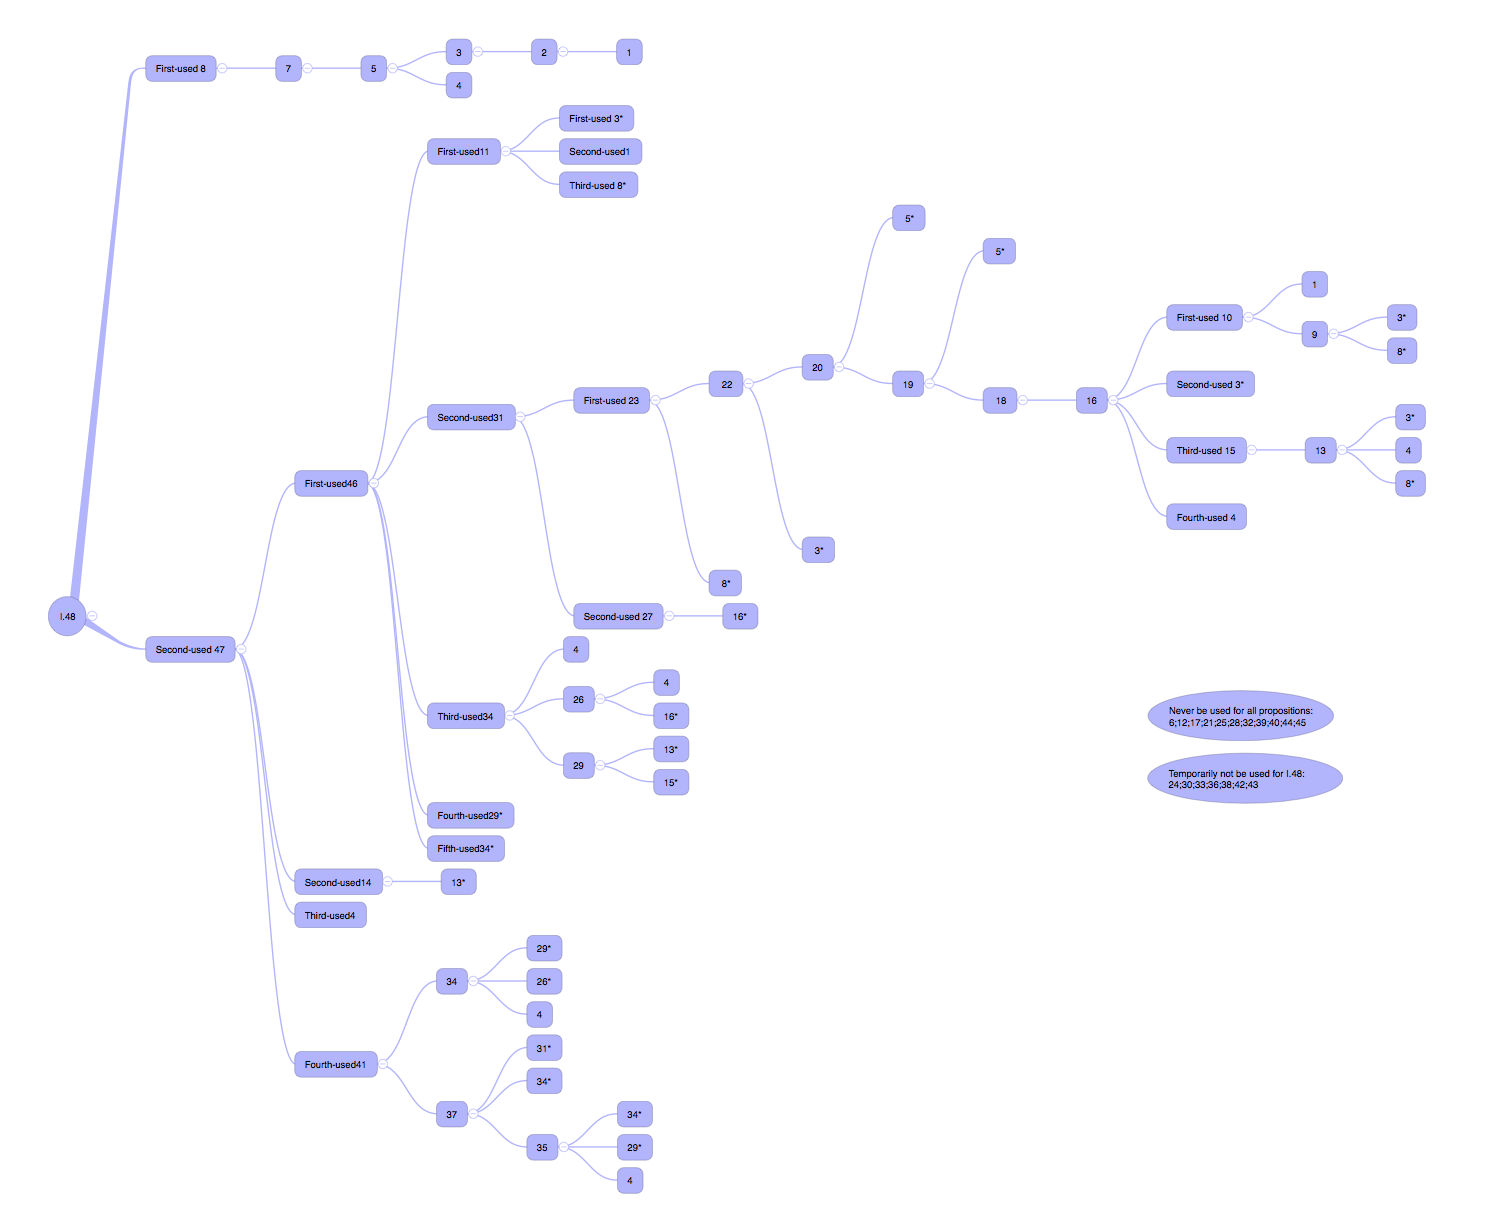 3
2
1
First-used 8
7
5
4
First-used 3*
First-used11
Second-used1
Third-used 8*
5*
5*
1
First-used 10
3*
9
8*
20
22
19
Second-used 3*
First-used 23
18
16
Second-used31
3*
Third-used 15
13
4
First-used46
8*
Fourth-used 4
3*
8*
I.48
Second-used 27
16*
Second-used 47
4
4
26
Third-used34
16*
Never be used for all propositions:
6;12;17;21;25;28;32;39;40;44;45
13*
29
15*
Temporarily not be used for I.48:
24;30;33;36;38;42;43
Fourth-used29*
Fifth-used34*
Second-used14
13*
Third-used4
29*
34
26*
4
31*
Fourth-used41
34*
37
34*
35
29*
4